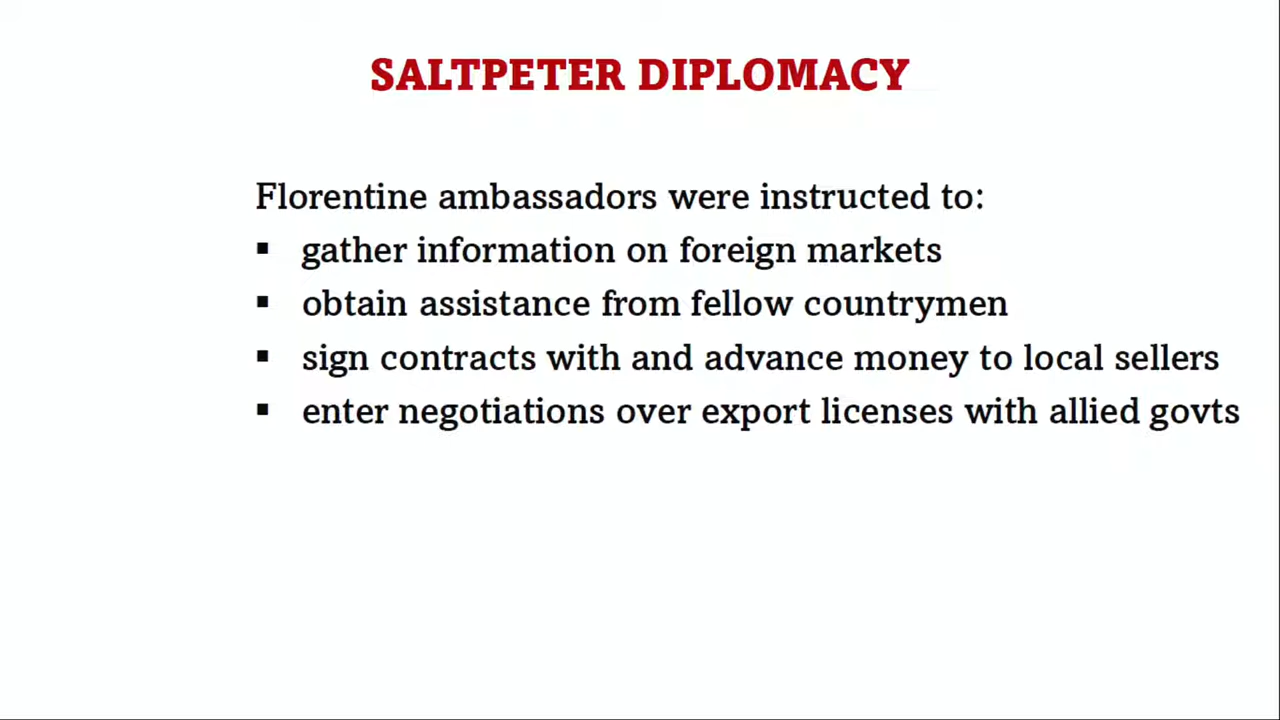 SALTPETER DIPLOMACY
Florentine ambassadors were instructed to:
▪ gather information on foreign markets
▪ obtain assistance from fellow countrymen
▪ sign contracts with and advance money to local sellers
▪ enter negotiations over export licenses with allied govts